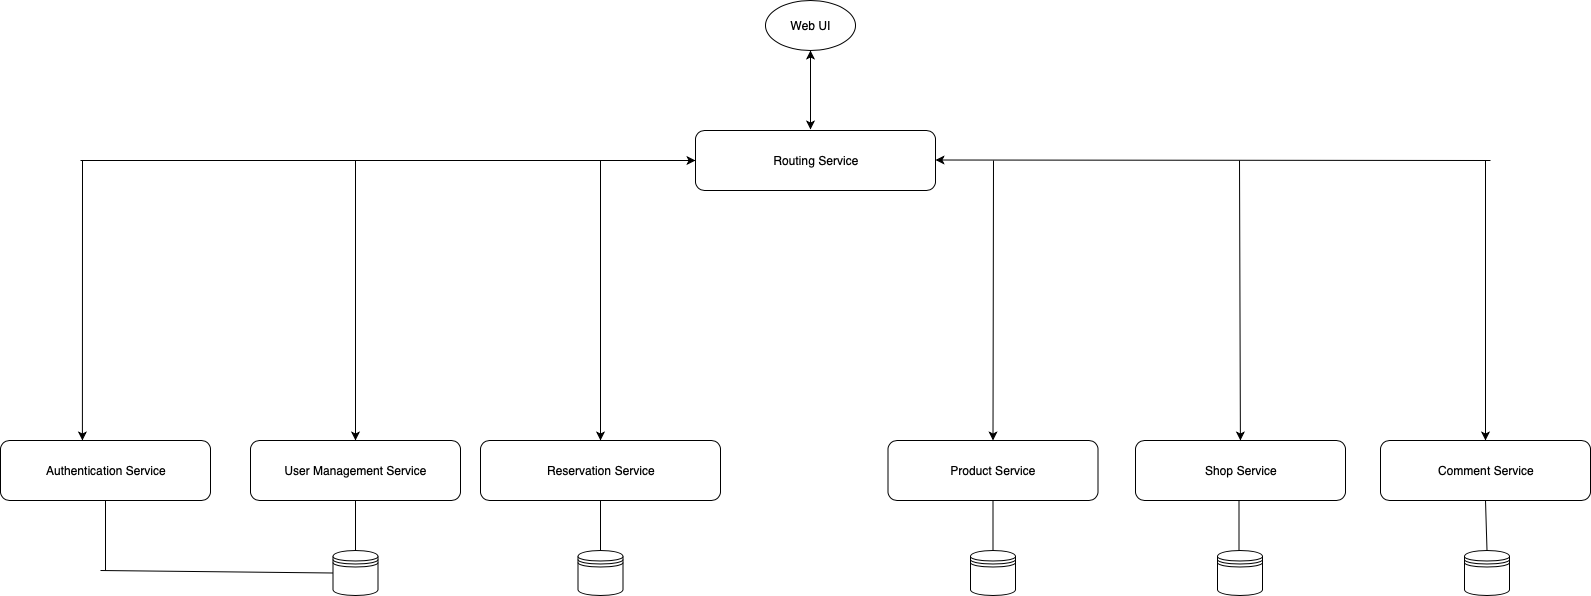 Web UI
Routing Service
Authentication Service
User Management Service
Reservation Service
Product Service
Shop Service
Comment Service